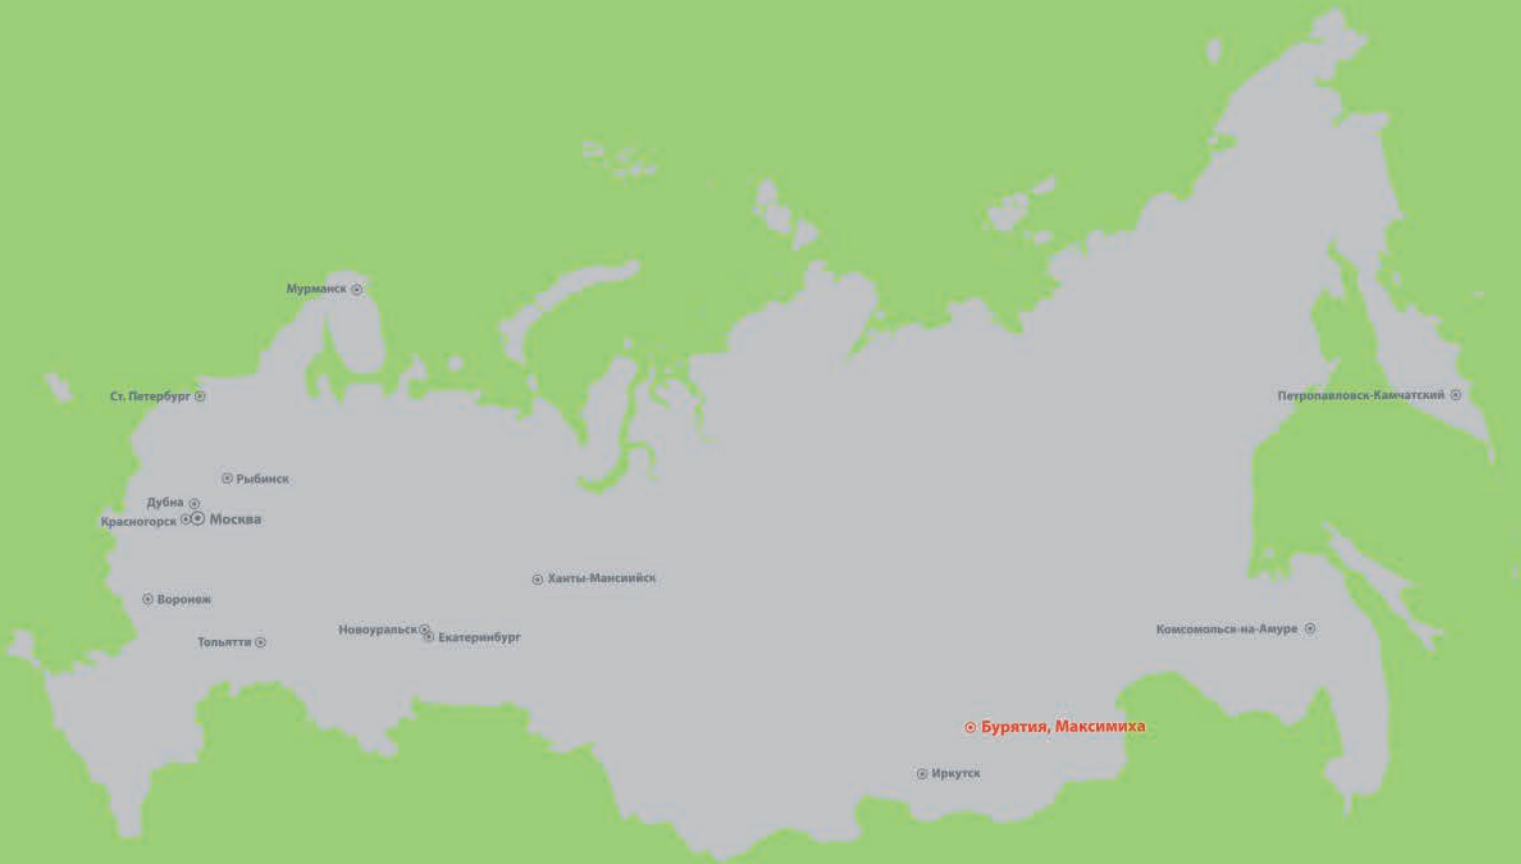 Мурманск
Ст. Петербург
Петропавловск-Камчатский
Рыбинск
Дубна
Красногорск
Москва
Ханты-Мансиийск
Воронеж
Новоуральск
Екатеринбург
Тольятти
Комсомольск-на-Амуре
Бурятия, Максимиха
Иркутск